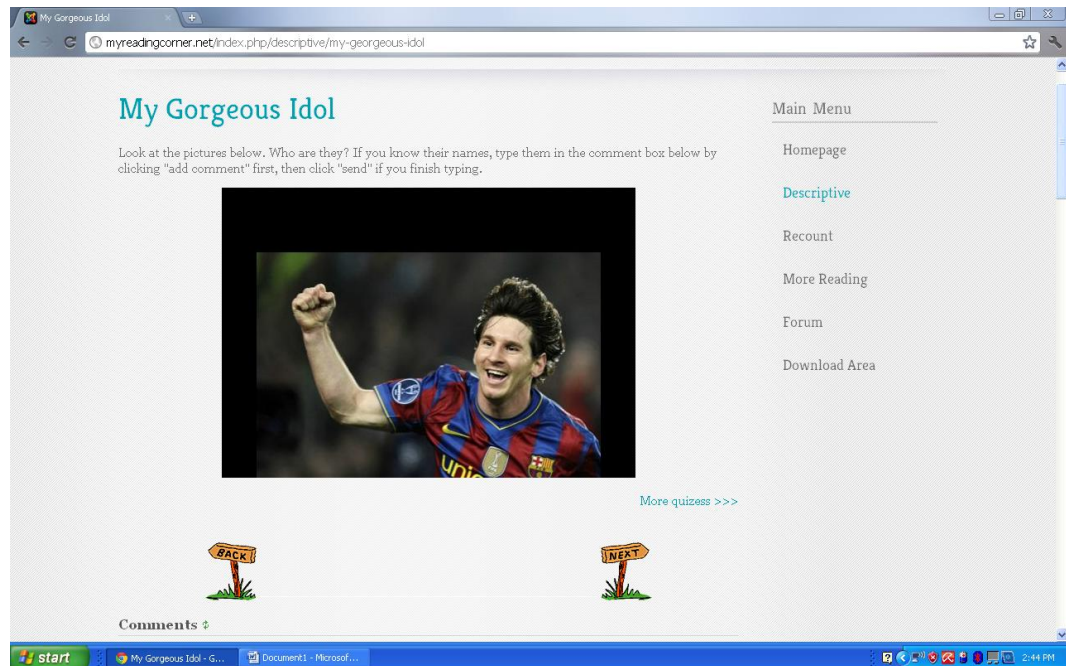 My Gorgeous Idol
myreadingcorner.net/index.php/descriptive/my-georgeous-idol
My Gorgeous Idol
Look at the pictures below. Who are they? If you know their names, type them in the comment box below by
clicking "add comment" first, then click "send" if you finish typing.
unic
More quizess >>>
BACK
NEXT
Comments
Main Menu
Homepage
Descriptive
Recount
More Reading
Forum
Download Area
start
My Gorgeous Idol - G...
Document1 - Microsof...
2:44 PM